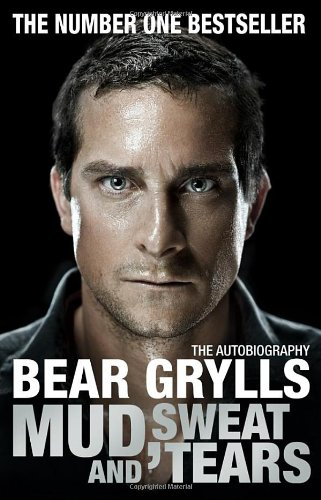 THE NUMBER ONE BESTSELLER
THE AUTOBIOGRAPHY
BEAR GRYLLS
MUD, SWEAT
AND TEARS